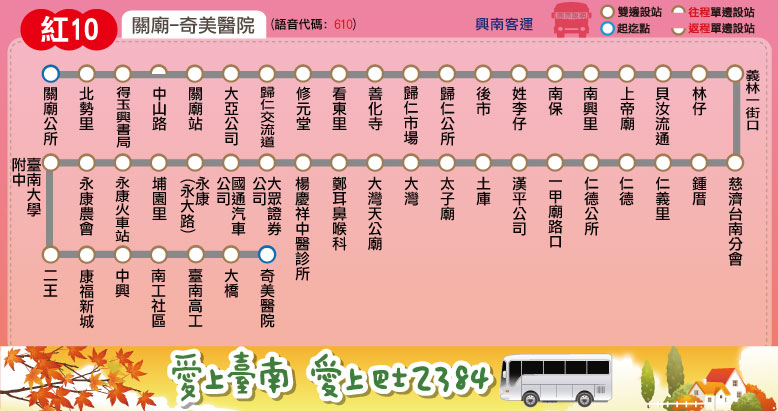 紅10
關廟-奇美醫院
(語音代碼: 610)
興南客運
雙邊設站
往程單邊設站
起迄點
返程單邊設站
關廟公所
北勢里
得玉興書局
中山路
關廟站
大亞公司
歸仁交流道
修元堂
看東里
善化寺
歸仁市場
歸仁公所
後市
姓李仔
南保
南興里
上帝廟
貝汝流通
林仔
義林一街口
臺南大學附中
永康農會
永康火車站
埔園里
永康(永大路)
國通汽車公司
大眾證券公司
楊慶祥中醫診所
鄭耳鼻喉科
大灣天公廟
大灣
太子廟
土庫
漢平公司
一甲廟路口
仁德公所
仁德
仁義里
鍾厝
慈濟台南分會
二王
康福新城
中興
南工社區
臺南高工
大橋
奇美醫院
愛上臺南 愛上巴士2384